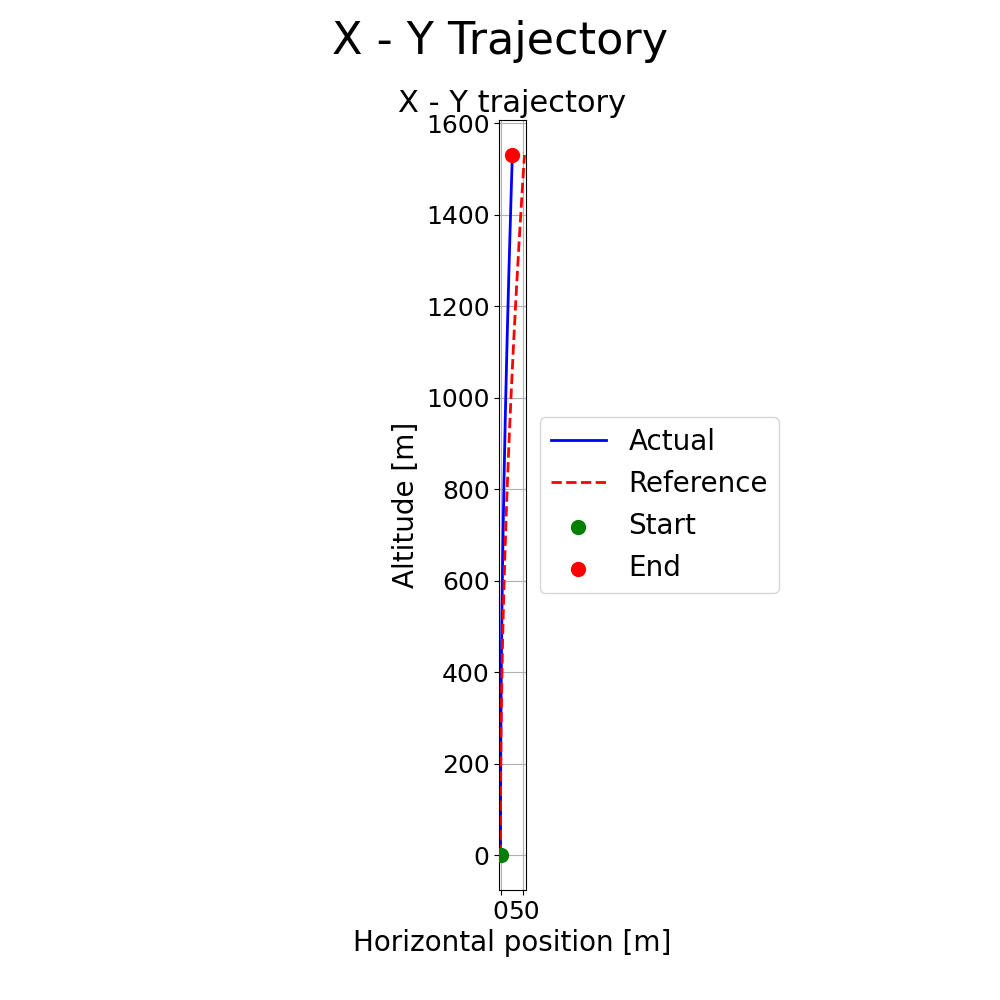 X - Y Trajectory
X - Y trajectory
1600
1400
1200
1000
800
600
400
200
0
Altitude [m]
Actual
Reference
Start
End
0 50
Horizontal position [m]